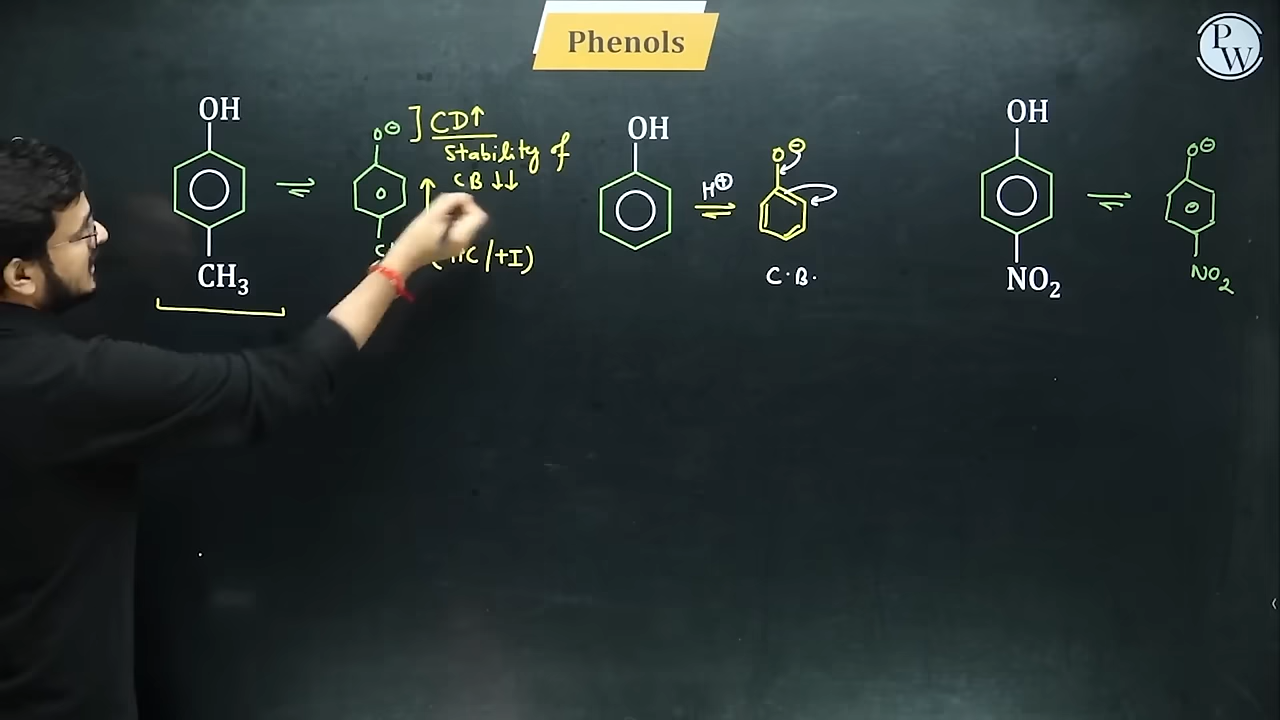 Phenols
PW
OH
CH₃
⇌
O⊖
] CD↑
Stability of
CB ↓↓
↑
/+I)
OH
H⊕
⇌
O⊖
C.B.
OH
NO₂
⇌
O⊖
NO₂